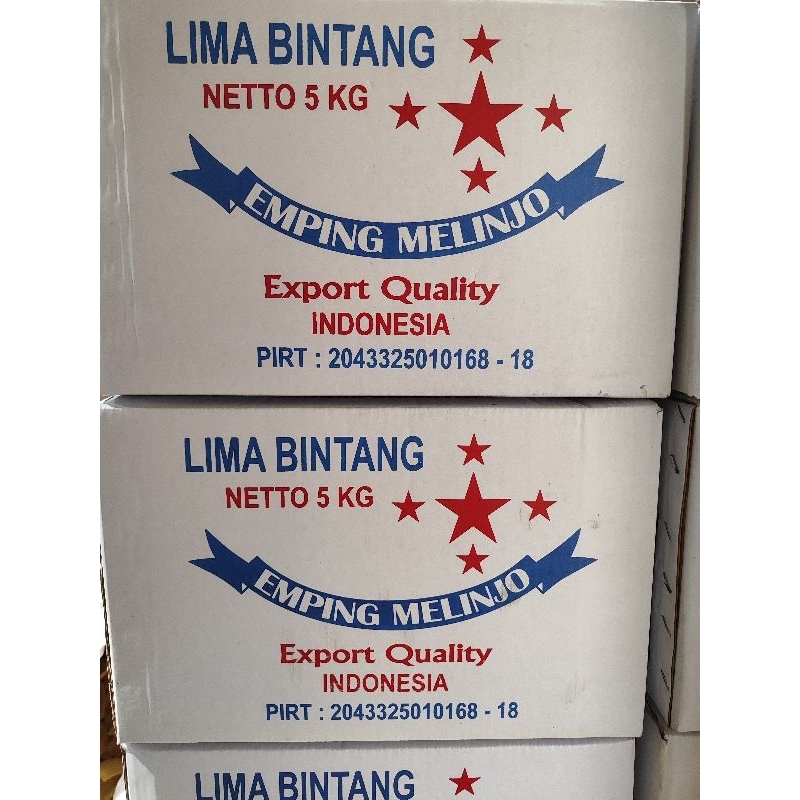 LIMA BINTANG
NETTO 5 KG
EMPING MELINJO
Export Quality
INDONESIA
PIRT : 2043325010168 - 18
LIMA BINTANG
NETTO 5 KG
EMPING MELINJO
Export Quality
INDONESIA
PIRT : 2043325010168 - 18
LIMA BINTANG